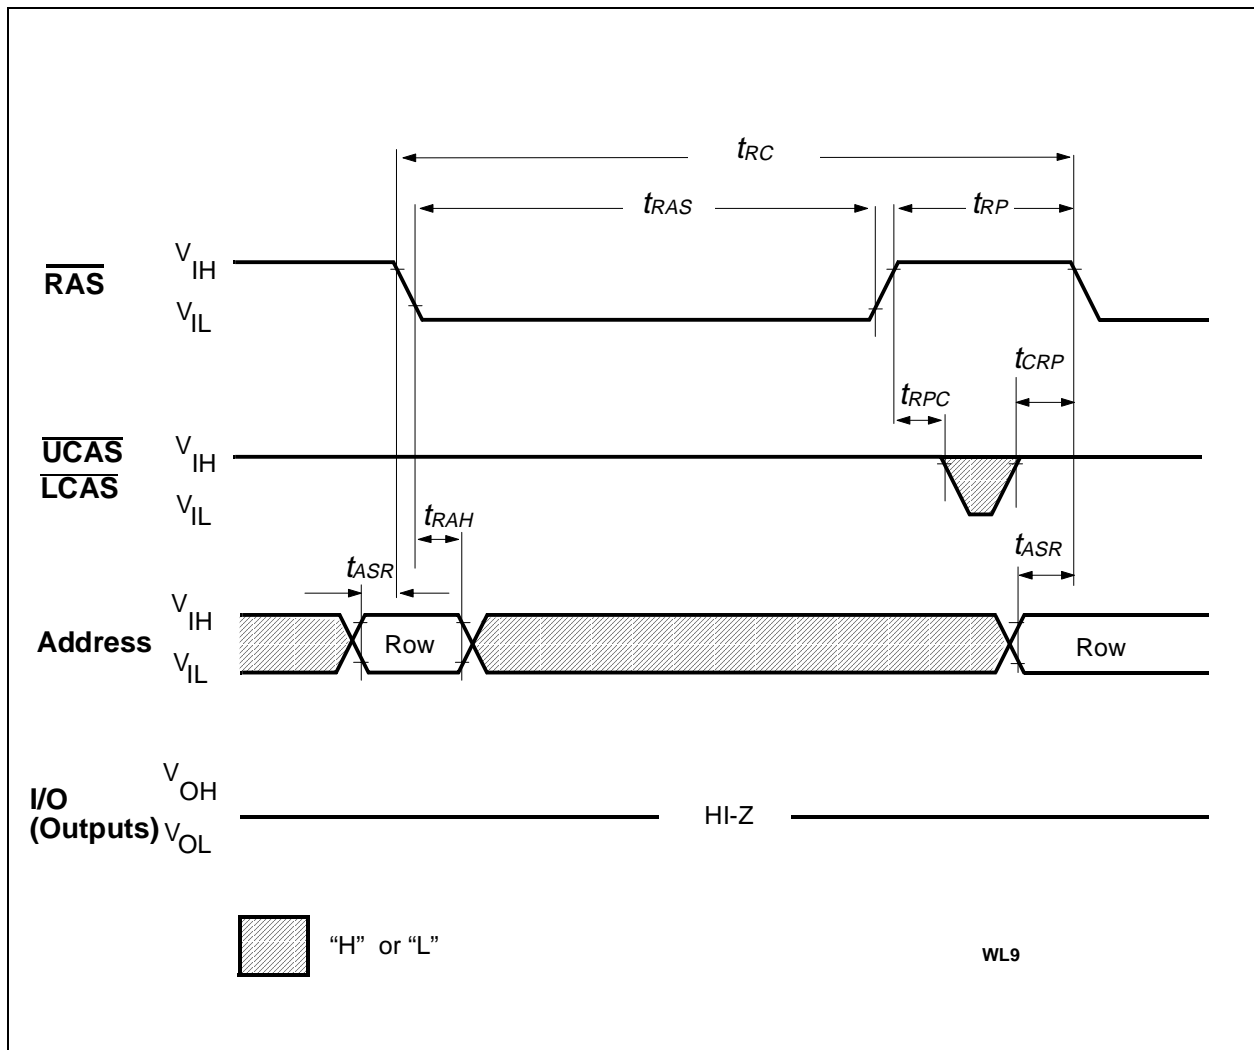 tRC
tRAS
tRP
RAS
VIH
VIL
tCRP
tRPC
UCAS
LCAS
VIH
VIL
tRAH
tASR
tASR
Address
VIH
VIL
Row
Row
I/O
(Outputs)
VOH
VOL
HI-Z
“H” or “L”
WL9